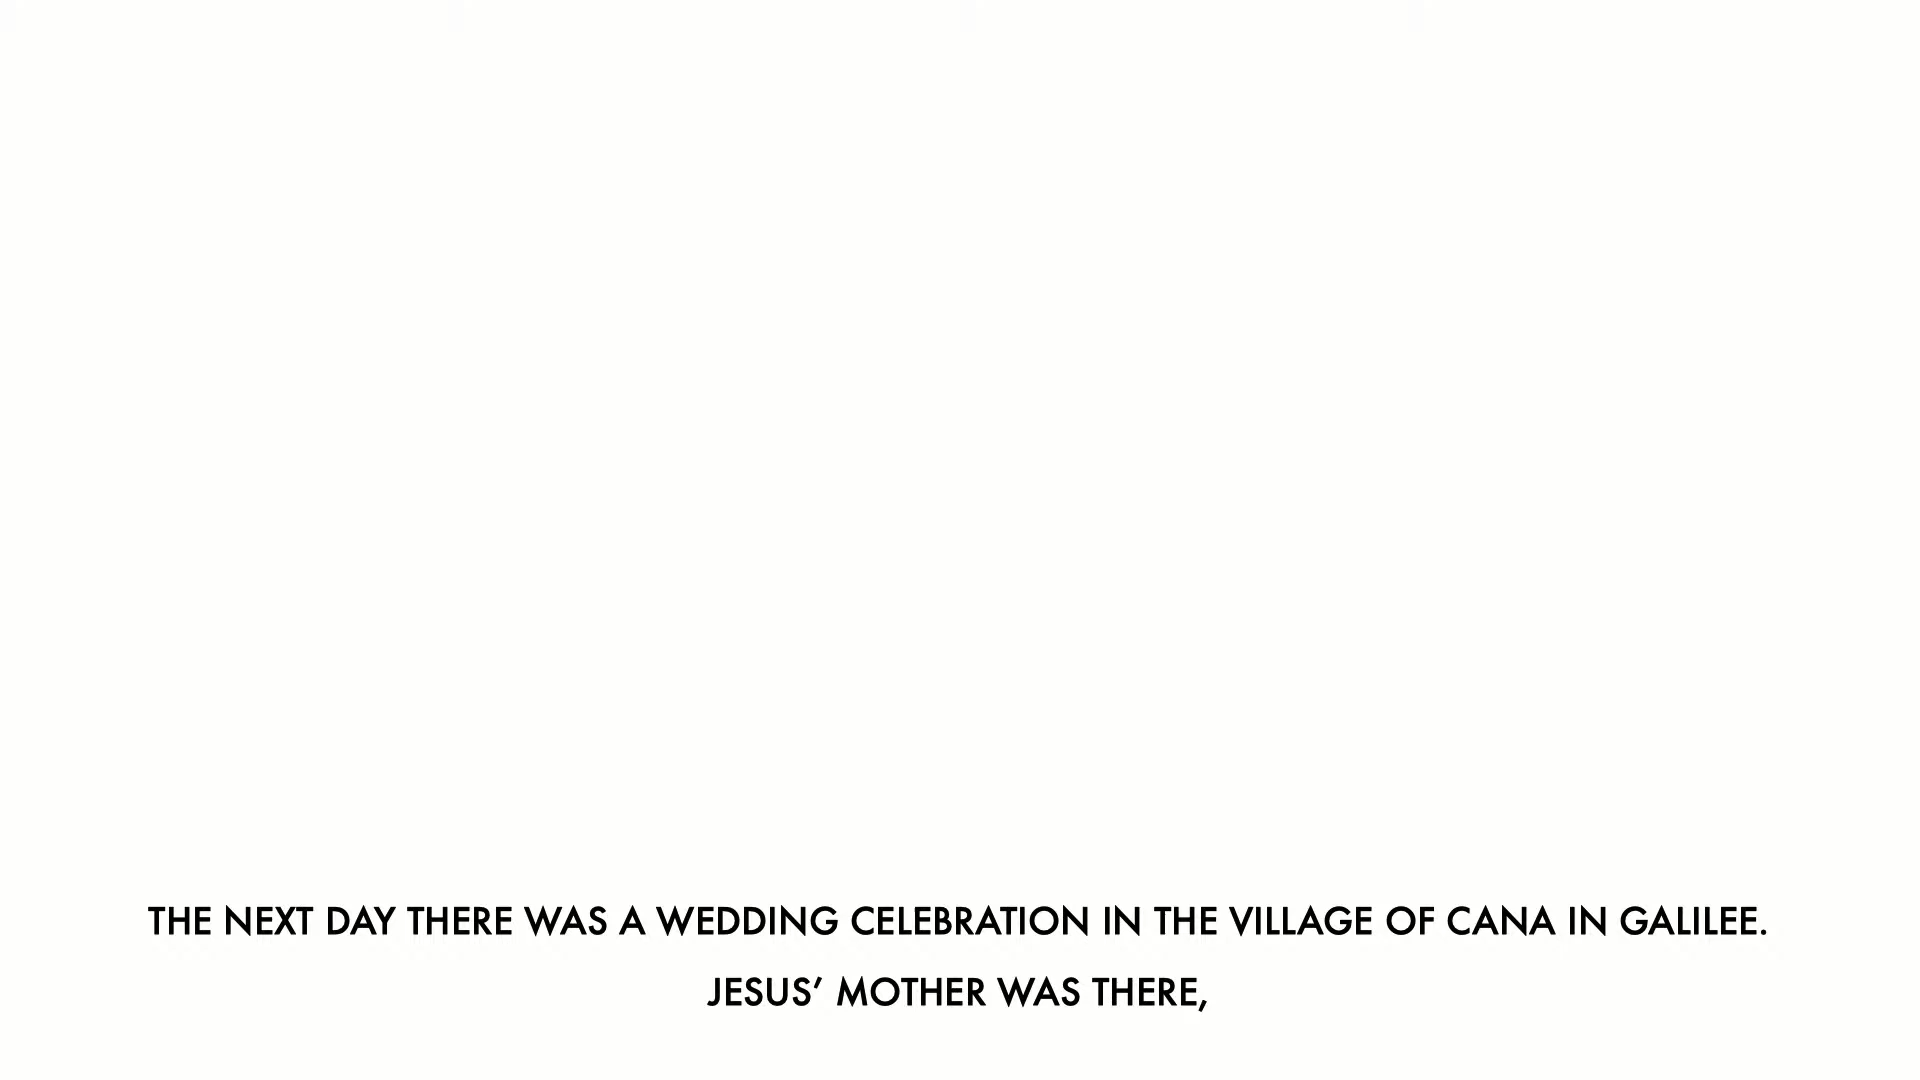 THE NEXT DAY THERE WAS A WEDDING CELEBRATION IN THE VILLAGE OF CANA IN GALILEE.
JESUS’ MOTHER WAS THERE,